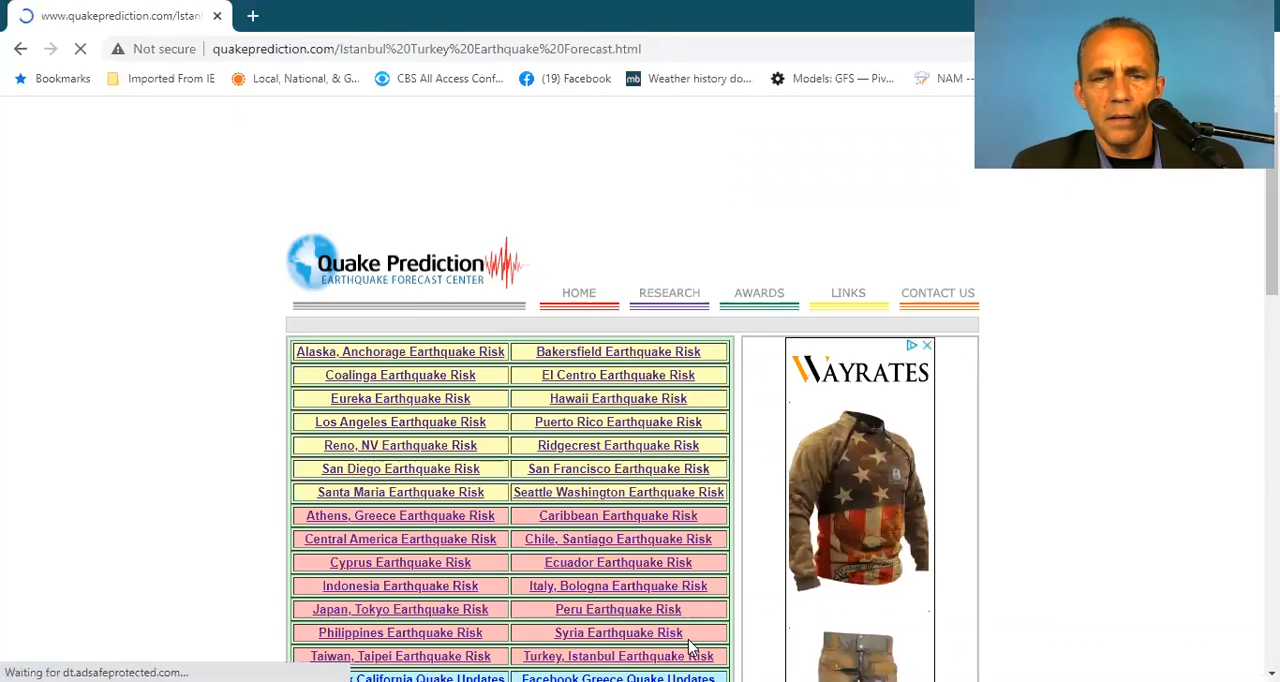 www.quakeprediction.com/Istan
Not secure
quakeprediction.com/Istanbul%20Turkey%20Earthquake%20Forecast.html
Bookmarks
Imported From IE
Local, National, & G...
CBS All Access Conf...
(19) Facebook
mb
Weather history do...
Models: GFS — Piv...
NAM —
Quake Prediction
EARTHQUAKE FORECAST CENTER
HOME
RESEARCH
AWARDS
LINKS
CONTACT US
Alaska, Anchorage Earthquake Risk
Bakersfield Earthquake Risk
Coalinga Earthquake Risk
El Centro Earthquake Risk
Eureka Earthquake Risk
Hawaii Earthquake Risk
Los Angeles Earthquake Risk
Puerto Rico Earthquake Risk
Reno, NV Earthquake Risk
Ridgecrest Earthquake Risk
San Diego Earthquake Risk
San Francisco Earthquake Risk
Santa Maria Earthquake Risk
Seattle Washington Earthquake Risk
Athens, Greece Earthquake Risk
Caribbean Earthquake Risk
Central America Earthquake Risk
Chile, Santiago Earthquake Risk
Cyprus Earthquake Risk
Ecuador Earthquake Risk
Indonesia Earthquake Risk
Italy, Bologna Earthquake Risk
Japan, Tokyo Earthquake Risk
Peru Earthquake Risk
Philippines Earthquake Risk
Syria Earthquake Risk
Taiwan, Taipei Earthquake Risk
Turkey, Istanbul Earthquake Risk
California Quake Updates
Facebook Greece Quake Updates
WAYRATES
Waiting for dt.adsafeprotected.com...